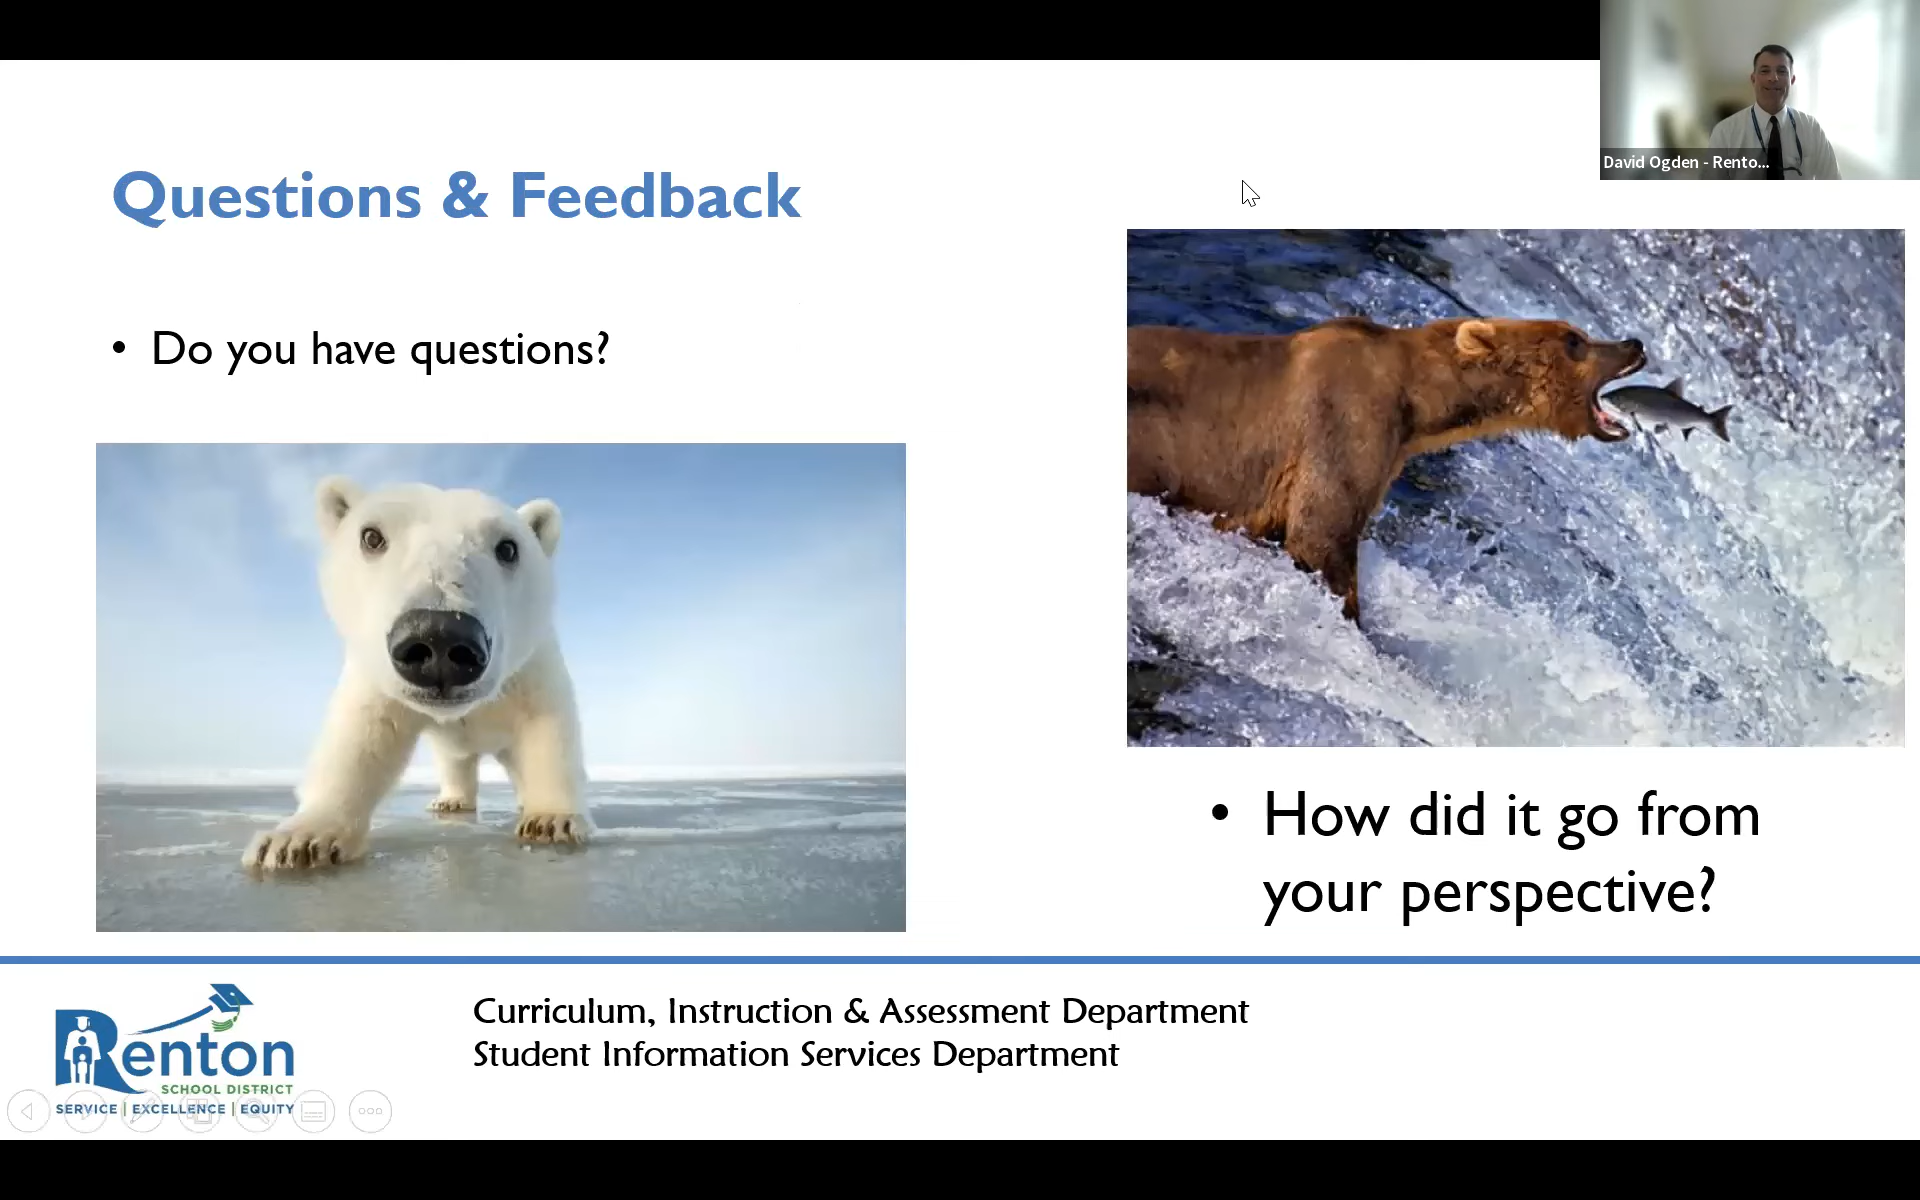 David Ogden - Rento...
Questions & Feedback
• Do you have questions?
• How did it go from
your perspective?
Renton
SCHOOL DISTRICT
SERVICE | EXCELLENCE | EQUITY
Curriculum, Instruction & Assessment Department
Student Information Services Department